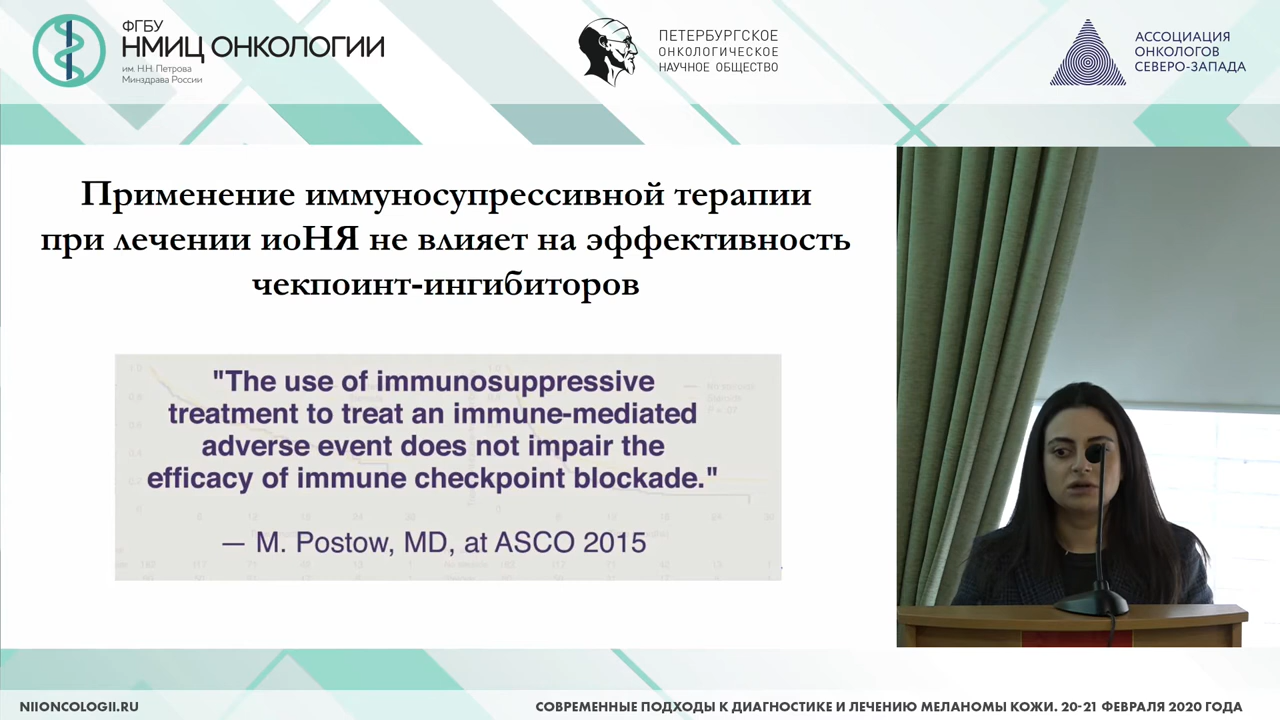 ФГБУ
НМИЦ ОНКОЛОГИИ
им. Н.Н. Петрова
Минздрава России
ПЕТЕРБУРГСКОЕ
ОНКОЛОГИЧЕСКОЕ
НАУЧНОЕ ОБЩЕСТВО
АССОЦИАЦИЯ
ОНКОЛОГОВ
СЕВЕРО-ЗАПАДА
Применение иммуносупрессивной терапии
при лечении иоНЯ не влияет на эффективность
чекпоинт-ингибиторов
"The use of immunosuppressive
treatment to treat an immune-mediated
adverse event does not impair the
efficacy of immune checkpoint blockade."
— M. Postow, MD, at ASCO 2015
NIIONCOLOGII.RU
СОВРЕМЕННЫЕ ПОДХОДЫ К ДИАГНОСТИКЕ И ЛЕЧЕНИЮ МЕЛАНОМЫ КОЖИ. 20-21 ФЕВРАЛЯ 2020 ГОДА